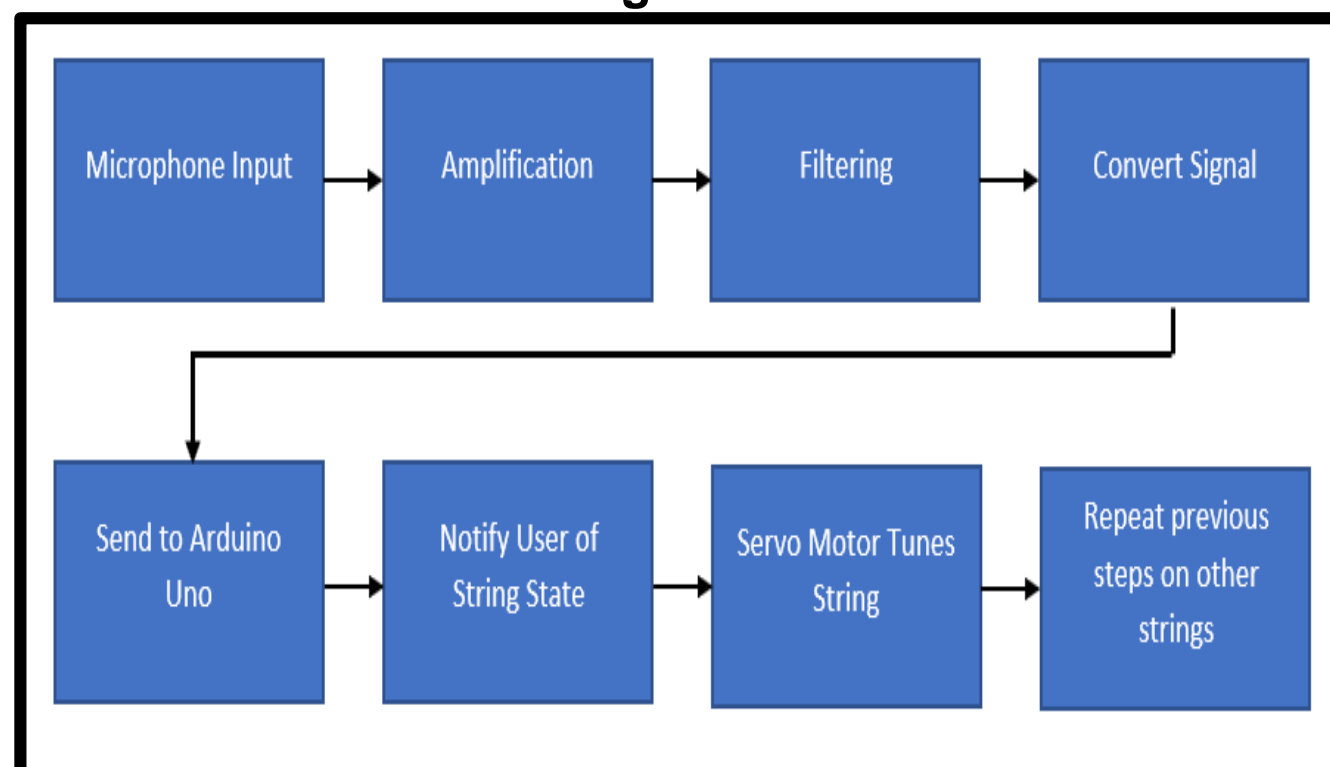 Microphone Input
Amplification
Filtering
Convert Signal
Send to Arduino
Uno
Notify User of
String State
Servo Motor Tunes
String
Repeat previous
steps on other
strings